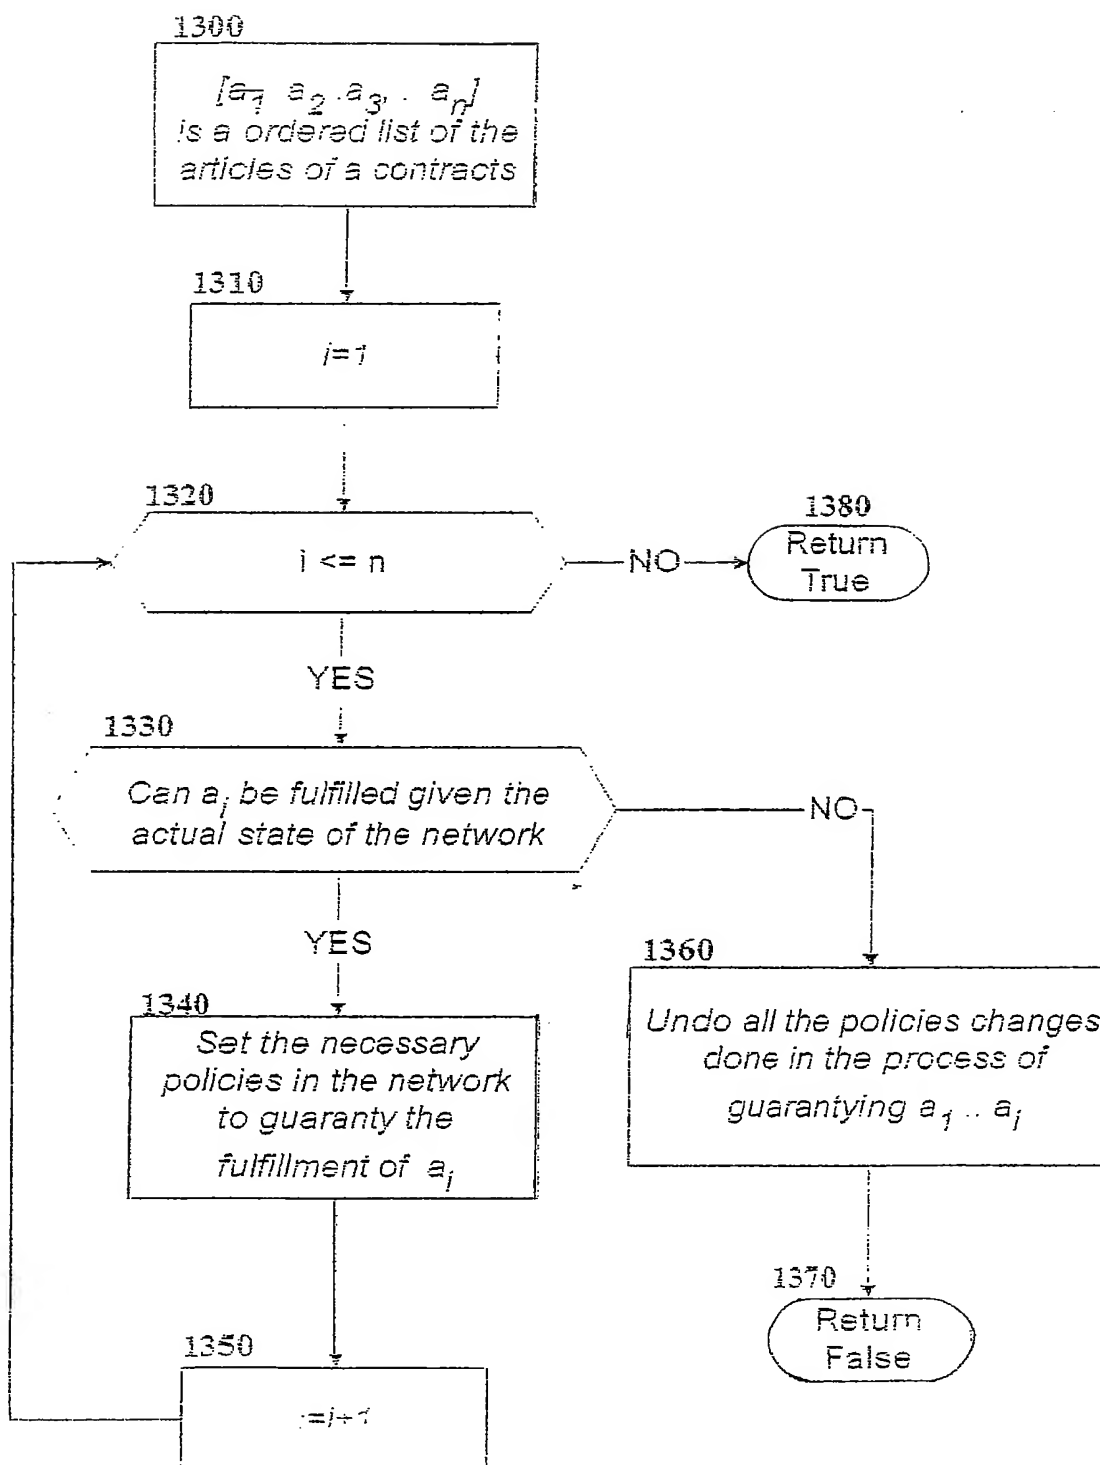 1300
[a1 a2 . a3, . . an]
is a ordered list of the
articles of a contracts
1310
i=1
1320
i <= n
NO
1380
Return
True
YES
1330
Can ai be fulfilled given the
actual state of the network
NO
YES
1340
Set the necessary
policies in the network
to guaranty the
fulfillment of ai
1360
Undo all the policies changes
done in the process of
guarantying a1 .. ai
1370
Return
False
1350
i=i+1